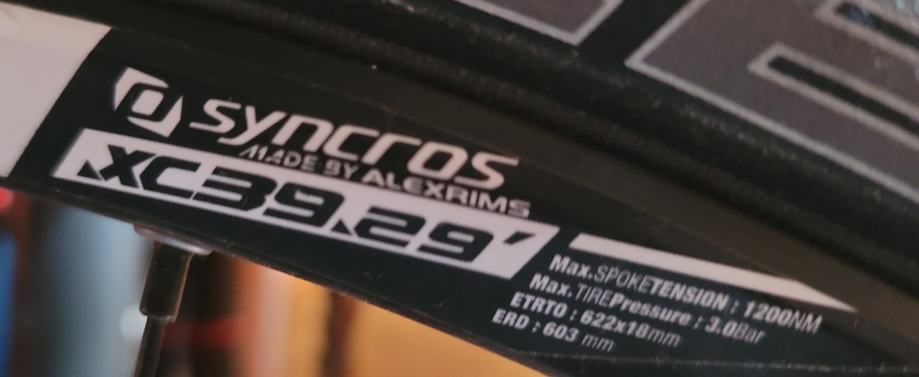 syncros
MADE BY ALEXRIMS
XC39.29'
Max.SPOKETENSION : 1200NM
Max.TIREPressure : 3.0Bar
ETRTO : 622x18mm
ERD : 603 mm